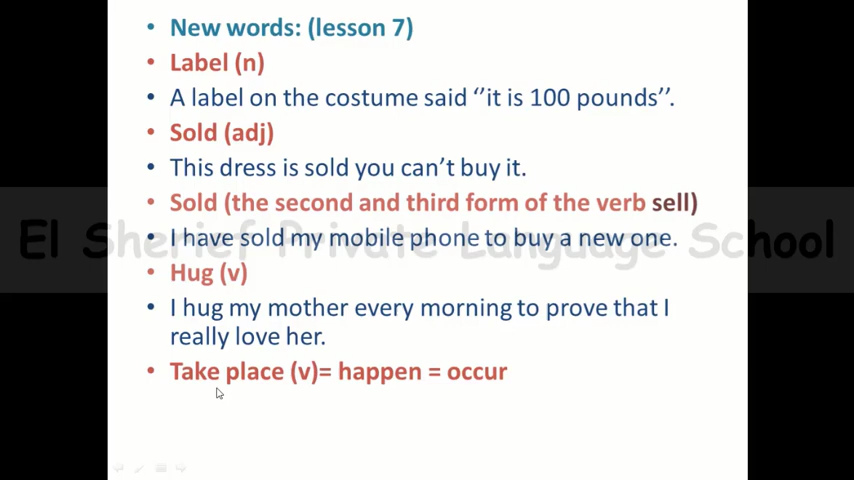 New words: (lesson 7)
Label (n)
A label on the costume said ‘’it is 100 pounds’’.
Sold (adj)
This dress is sold you can’t buy it.
Sold (the second and third form of the verb sell)
El Sherief Private Language School
I have sold my mobile phone to buy a new one.
Hug (v)
I hug my mother every morning to prove that I
really love her.
Take place (v)= happen = occur